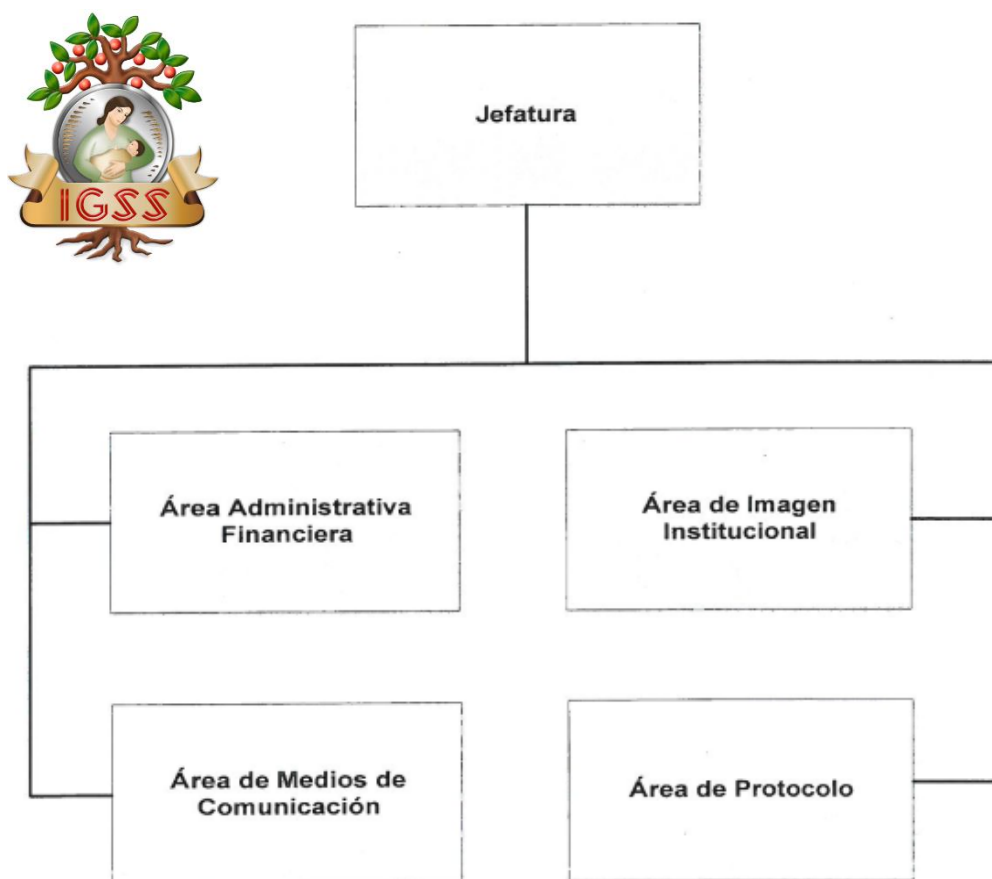 IGSS
Jefatura
Área Administrativa
Financiera
Área de Imagen
Institucional
Área de Medios de
Comunicación
Área de Protocolo